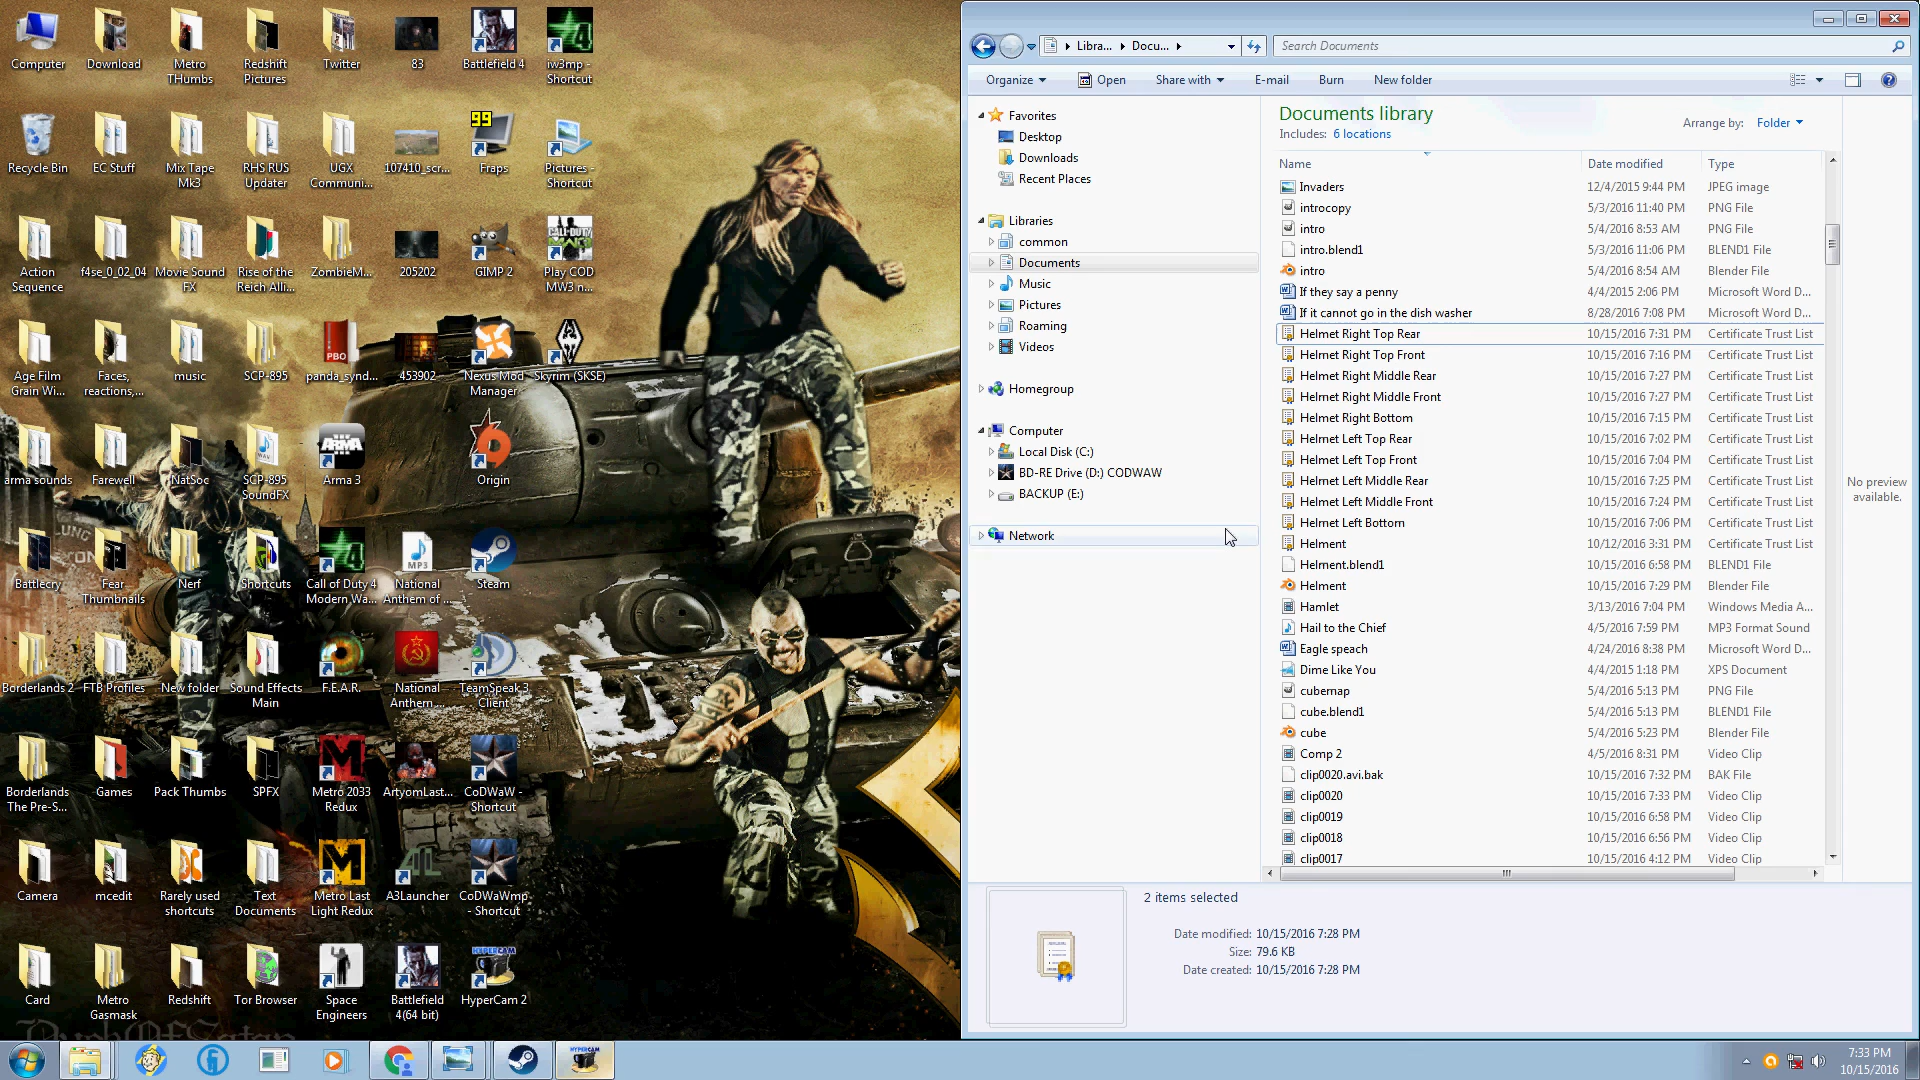 Computer
Download
Metro THumbs
Redshift Pictures
Twitter
83
Battlefield 4
iw3mp - Shortcut
Recycle Bin
EC Stuff
Mix Tape Mk3
RHS RUS Updater
UGX Communi...
107410_scr...
99
Fraps
Pictures - Shortcut
Action Sequence
f4se_0_02_04
Movie Sound FX
Rise of the Reich Alli...
ZombieM...
205202
GIMP 2
Play COD MW3 n...
Age Film Grain Wi...
Faces, reactions,...
music
SCP-895
PBO
panda_synd...
453902
Nexus Mod Manager
Skyrim (SKSE)
arma sounds
Farewell
NatSoc
SCP-895 SoundFX
Arma 3
Origin
Battlecry
Fear Thumbnails
Nerf
Shortcuts
Call of Duty 4 Modern Wa...
National Anthem of ...
Steam
Borderlands 2
FTB Profiles
New folder
Sound Effects Main
F.E.A.R.
National Anthem ...
TeamSpeak 3 Client
Borderlands The Pre-S...
Games
Pack Thumbs
SPFX
Metro 2033 Redux
ArtyomLast...
CoDWaW - Shortcut
Camera
mcedit
Rarely used shortcuts
Text Documents
Metro Last Light Redux
A3Launcher
CoDWaWmp - Shortcut
Card
Metro Gasmask
Redshift
Tor Browser
Space Engineers
Battlefield 4(64 bit)
HyperCam 2
Libra... Docu...
Search Documents
Organize Open Share with E-mail Burn New folder
Favorites
Desktop
Downloads
Recent Places
Libraries
common
Documents
Music
Pictures
Roaming
Videos
Homegroup
Computer
Local Disk (C:)
BD-RE Drive (D:) CODWAW
BACKUP (E:)
Network
Documents library
Includes: 6 locations
Arrange by: Folder
Name Date modified Type
Invaders 12/4/2015 9:44 PM JPEG image
introcopy 5/3/2016 11:40 PM PNG File
intro 5/4/2016 8:53 AM PNG File
intro.blend1 5/3/2016 11:06 PM BLEND1 File
intro 5/4/2016 8:54 AM Blender File
If they say a penny 4/4/2015 2:06 PM Microsoft Word D...
If it cannot go in the dish washer 8/28/2016 7:08 PM Microsoft Word D...
Helmet Right Top Rear 10/15/2016 7:31 PM Certificate Trust List
Helmet Right Top Front 10/15/2016 7:16 PM Certificate Trust List
Helmet Right Middle Rear 10/15/2016 7:27 PM Certificate Trust List
Helmet Right Middle Front 10/15/2016 7:27 PM Certificate Trust List
Helmet Right Bottom 10/15/2016 7:15 PM Certificate Trust List
Helmet Left Top Rear 10/15/2016 7:02 PM Certificate Trust List
Helmet Left Top Front 10/15/2016 7:04 PM Certificate Trust List
Helmet Left Middle Rear 10/15/2016 7:25 PM Certificate Trust List
Helmet Left Middle Front 10/15/2016 7:24 PM Certificate Trust List
Helmet Left Bottom 10/15/2016 7:06 PM Certificate Trust List
Helment 10/12/2016 3:31 PM Certificate Trust List
Helment.blend1 10/15/2016 6:58 PM BLEND1 File
Helment 10/15/2016 7:29 PM Blender File
Hamlet 3/13/2016 7:04 PM Windows Media A...
Hail to the Chief 4/5/2016 7:59 PM MP3 Format Sound
Eagle speach 4/24/2016 8:38 PM Microsoft Word D...
Dime Like You 4/4/2015 1:18 PM XPS Document
cubemap 5/4/2016 5:13 PM PNG File
cube.blend1 5/4/2016 5:13 PM BLEND1 File
cube 5/4/2016 5:23 PM Blender File
Comp 2 4/5/2016 8:31 PM Video Clip
clip0020.avi.bak 10/15/2016 7:32 PM BAK File
clip0020 10/15/2016 7:33 PM Video Clip
clip0019 10/15/2016 6:58 PM Video Clip
clip0018 10/15/2016 6:56 PM Video Clip
clip0017 10/15/2016 4:12 PM Video Clip
No preview available.
2 items selected
Date modified: 10/15/2016 7:28 PM
Size: 79.6 KB
Date created: 10/15/2016 7:28 PM
7:33 PM
10/15/2016